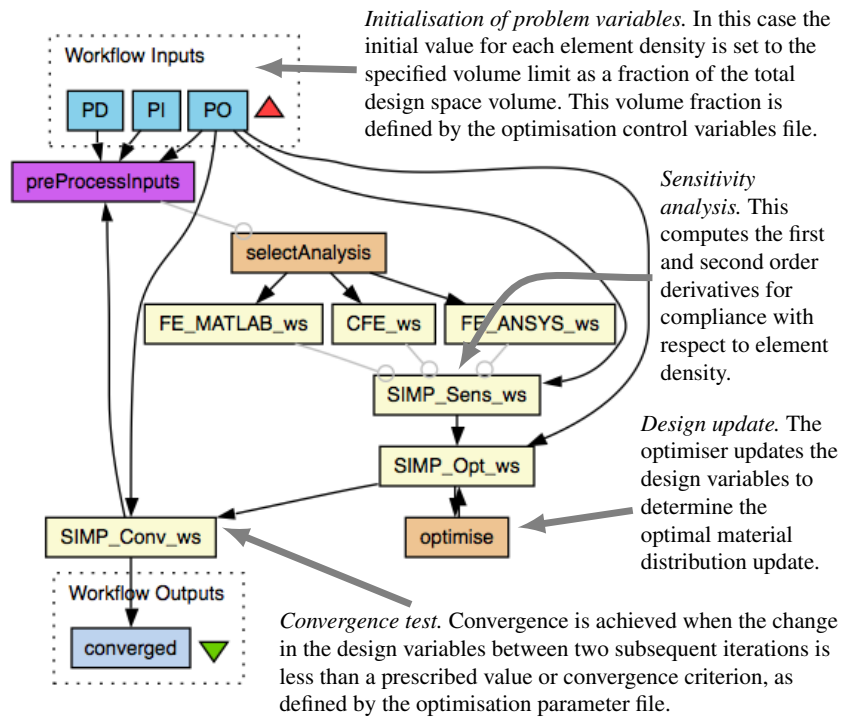 Initialisation of problem variables. In this case the
initial value for each element density is set to the
specified volume limit as a fraction of the total
design space volume. This volume fraction is
defined by the optimisation control variables file.
Workflow Inputs
PD PI PO
preProcessInputs
Sensitivity
analysis. This
computes the first
and second order
derivatives for
compliance with
respect to element
density.
selectAnalysis
FE_MATLAB_ws CFE_ws FE_ANSYS_ws
SIMP_Sens_ws
SIMP_Opt_ws
Design update. The
optimiser updates the
design variables to
determine the
optimal material
distribution update.
SIMP_Conv_ws optimise
Workflow Outputs
converged
Convergence test. Convergence is achieved when the change
in the design variables between two subsequent iterations is
less than a prescribed value or convergence criterion, as
defined by the optimisation parameter file.